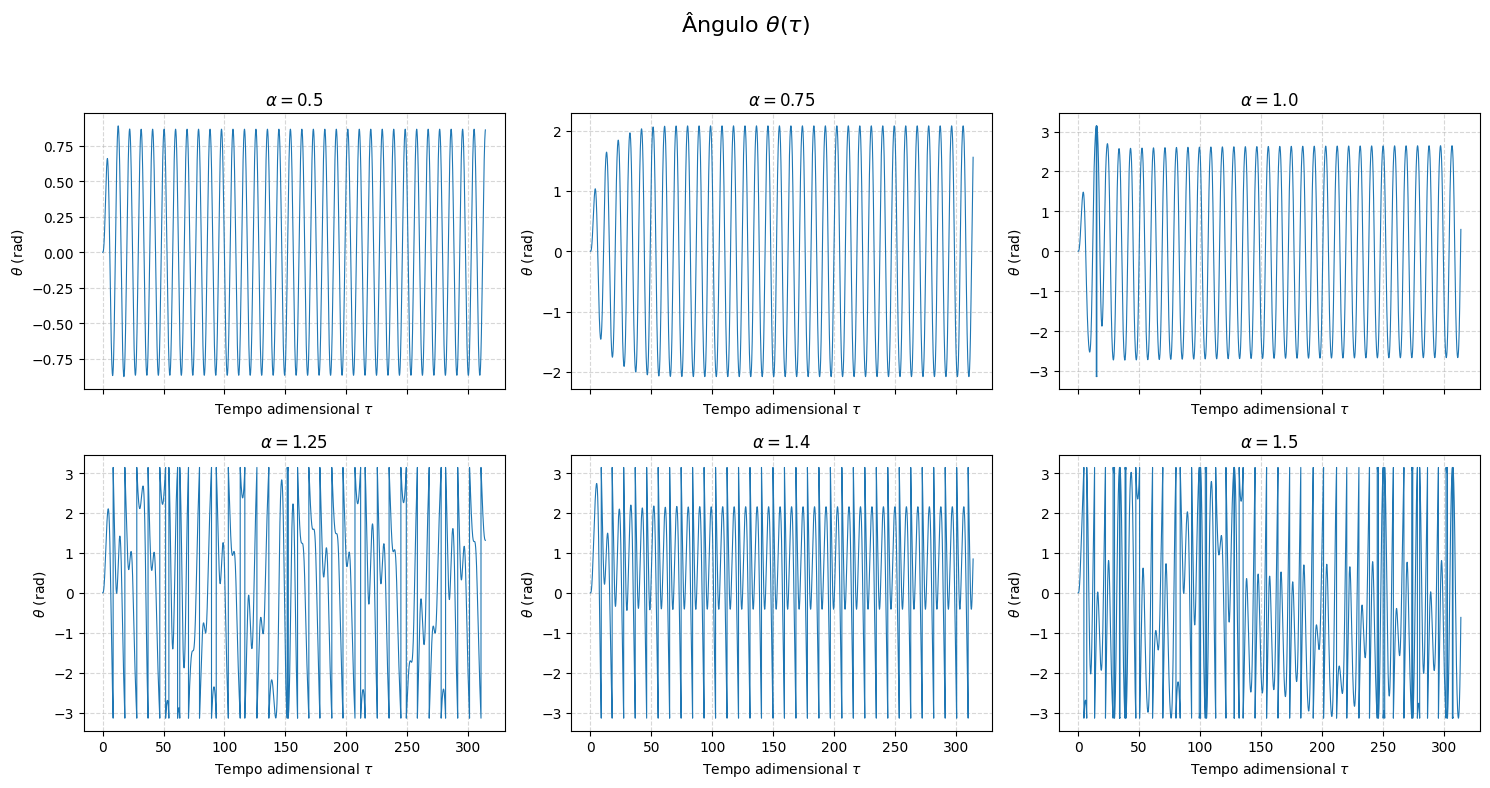 Ângulo θ(τ)
α = 0.5
α = 0.75
α = 1.0
0.75
0.50
0.25
0.00
−0.25
−0.50
−0.75
θ (rad)
Tempo adimensional τ
2
1
0
−1
−2
θ (rad)
Tempo adimensional τ
3
2
1
0
−1
−2
−3
θ (rad)
Tempo adimensional τ
α = 1.25
α = 1.4
α = 1.5
3
2
1
0
−1
−2
−3
θ (rad)
0 50 100 150 200 250 300
Tempo adimensional τ
3
2
1
0
−1
−2
−3
θ (rad)
0 50 100 150 200 250 300
Tempo adimensional τ
3
2
1
0
−1
−2
−3
θ (rad)
0 50 100 150 200 250 300
Tempo adimensional τ